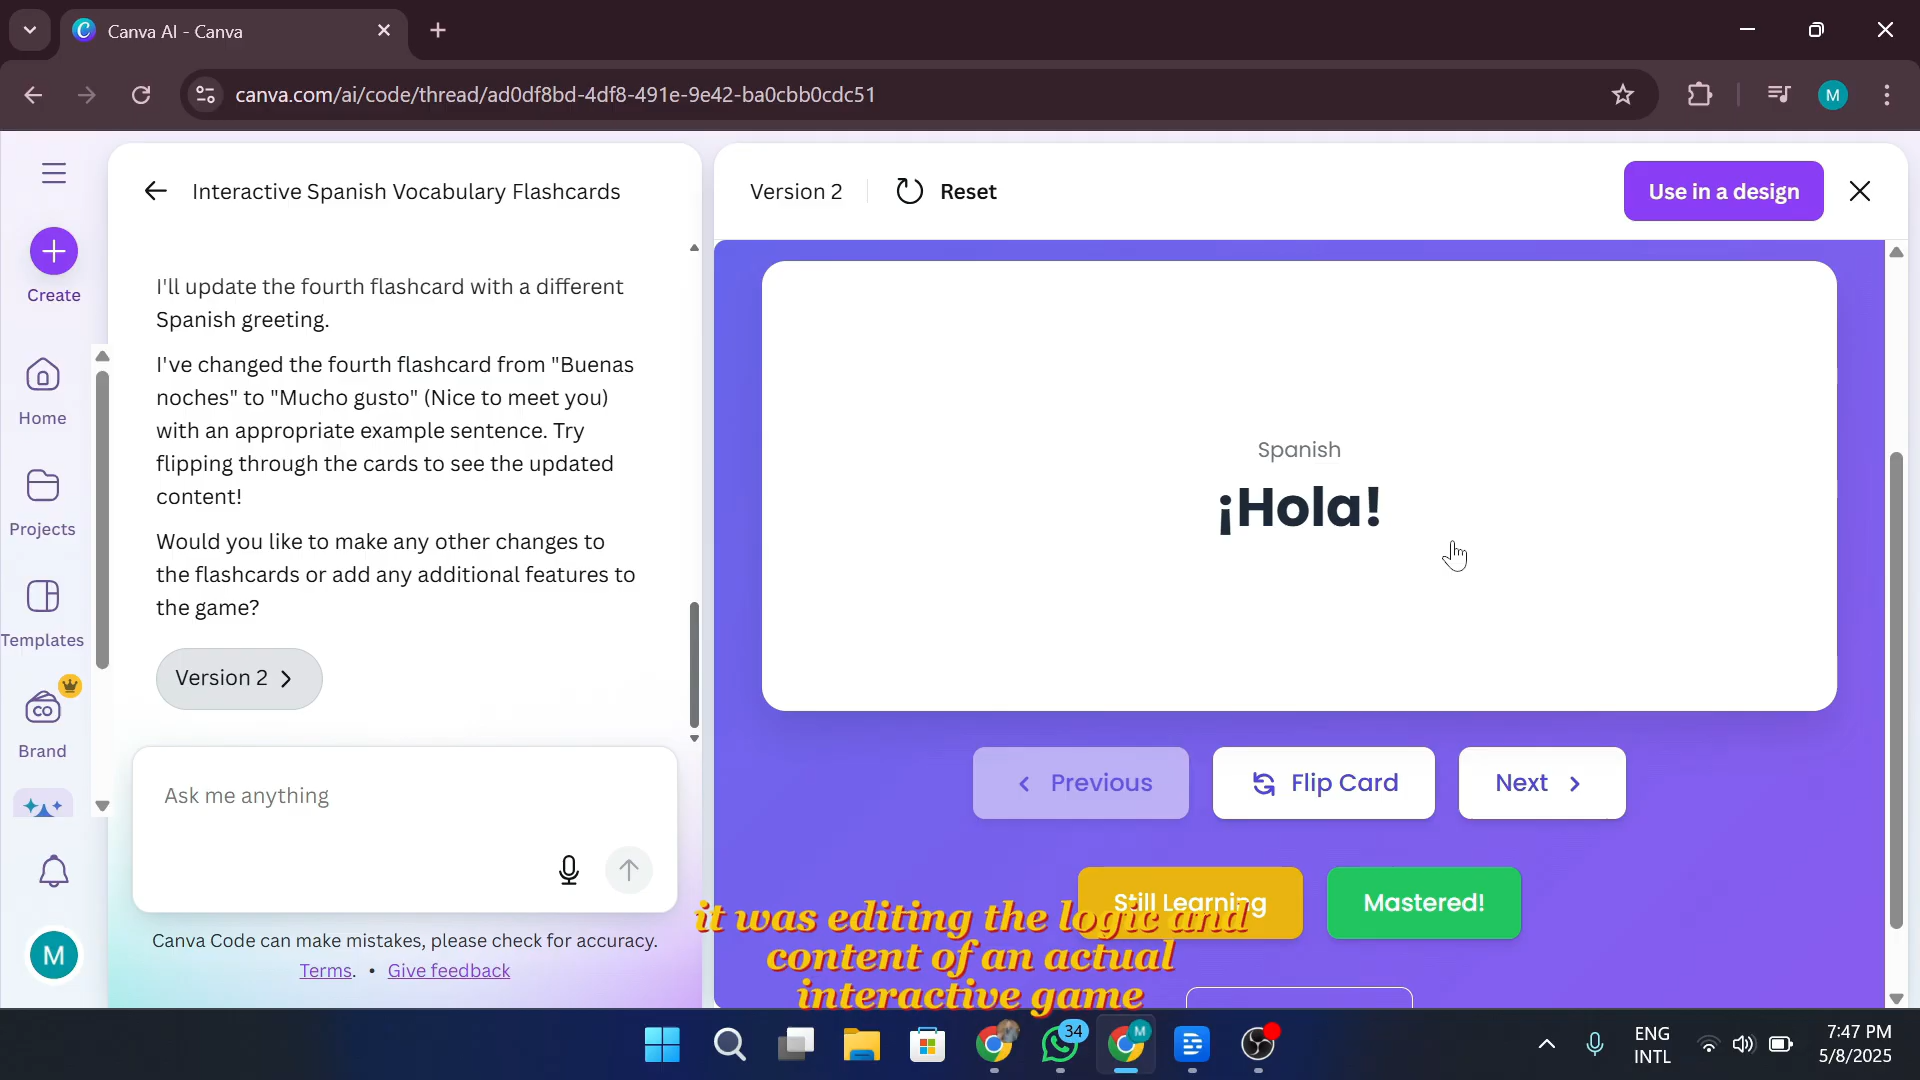 Canva AI - Canva
canva.com/ai/code/thread/ad0df8bd-4df8-491e-9e42-ba0cbb0cdc51
M
Create
Home
Projects
Templates
CO
Brand
M
Interactive Spanish Vocabulary Flashcards
I'll update the fourth flashcard with a different
Spanish greeting.
I've changed the fourth flashcard from "Buenas
noches" to "Mucho gusto" (Nice to meet you)
with an appropriate example sentence. Try
flipping through the cards to see the updated
content!
Would you like to make any other changes to
the flashcards or add any additional features to
the game?
Version 2
Ask me anything
Canva Code can make mistakes, please check for accuracy.
Terms. • Give feedback
Version 2
Reset
Use in a design
Spanish
¡Hola!
Previous
Flip Card
Next
Still Learning
Mastered!
it was editing the logic and
content of an actual
interactive game
34
M
ENG
INTL
7:47 PM
5/8/2025